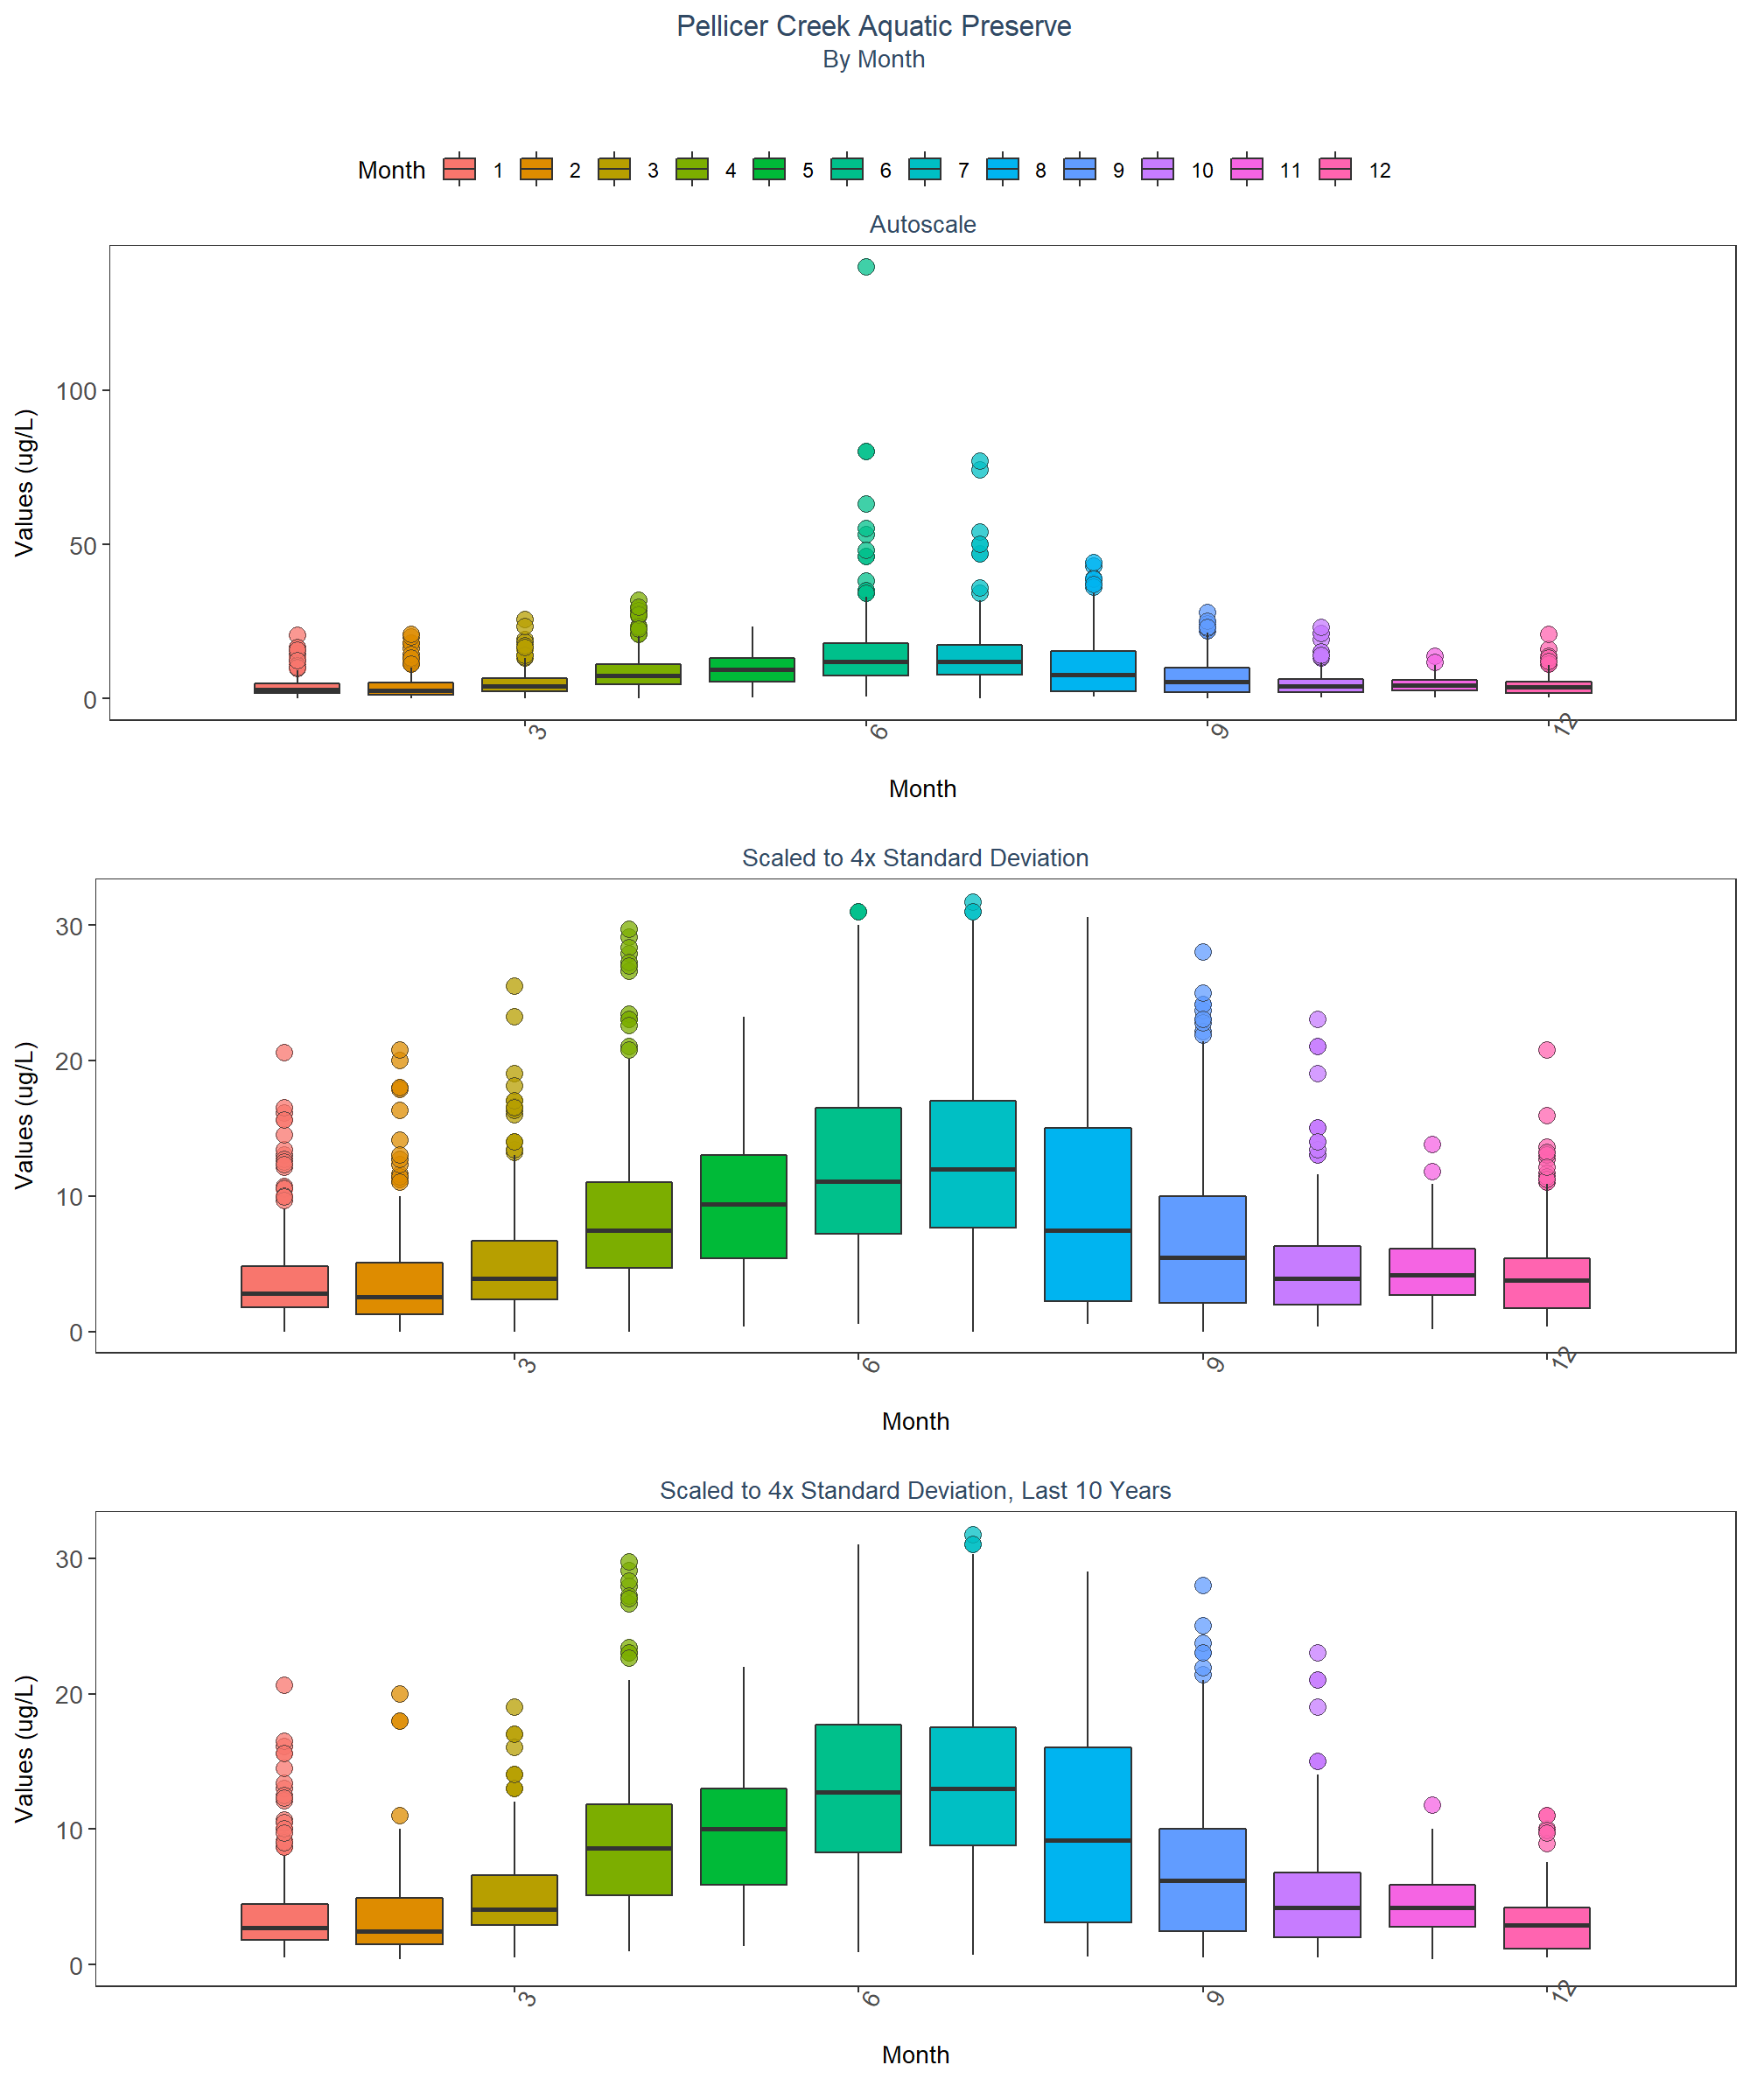 Pellicer Creek Aquatic Preserve
By Month
Month 1 2 3 4 5 6 7 8 9 10 11 12
Autoscale
Values (ug/L)
100
50
0
3 6 9 12
Month
Scaled to 4x Standard Deviation
Values (ug/L)
30
20
10
0
3 6 9 12
Month
Scaled to 4x Standard Deviation, Last 10 Years
Values (ug/L)
30
20
10
0
3 6 9 12
Month